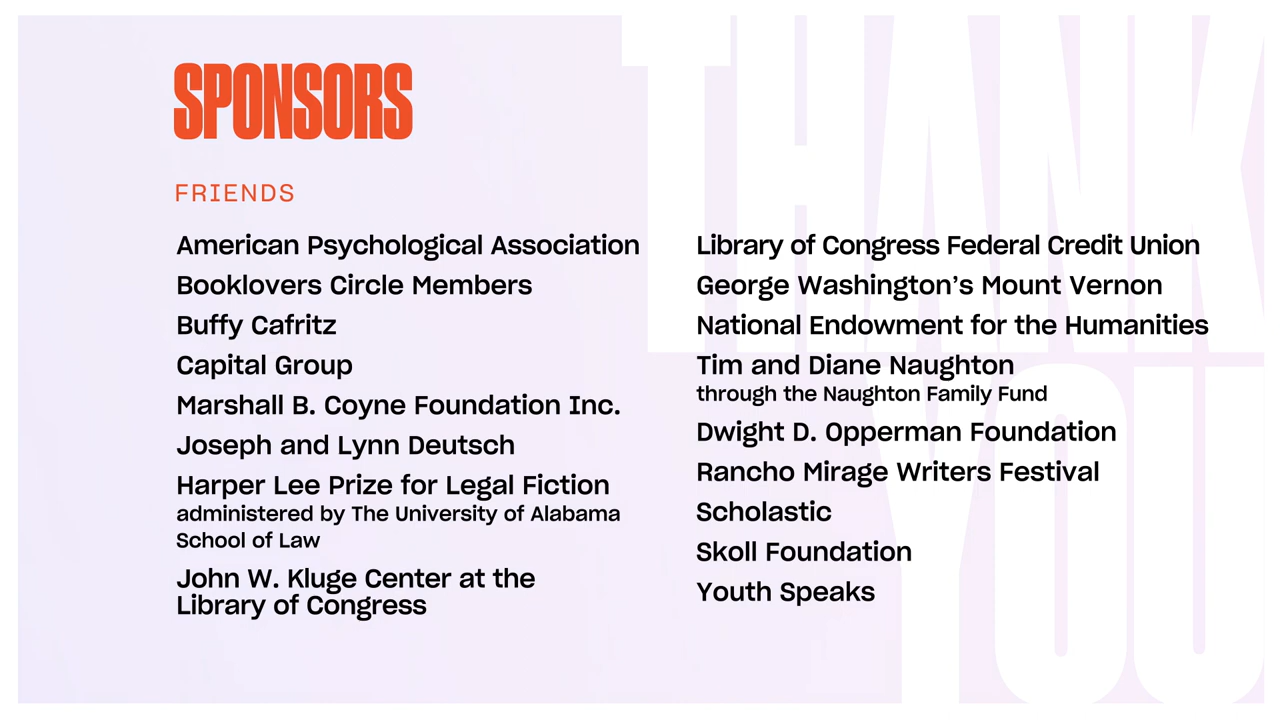 THANK
YOU
SPONSORS
FRIENDS
American Psychological Association
Booklovers Circle Members
Buffy Cafritz
Capital Group
Marshall B. Coyne Foundation Inc.
Joseph and Lynn Deutsch
Harper Lee Prize for Legal Fiction
administered by The University of Alabama
School of Law
John W. Kluge Center at the
Library of Congress
Library of Congress Federal Credit Union
George Washington’s Mount Vernon
National Endowment for the Humanities
Tim and Diane Naughton
through the Naughton Family Fund
Dwight D. Opperman Foundation
Rancho Mirage Writers Festival
Scholastic
Skoll Foundation
Youth Speaks